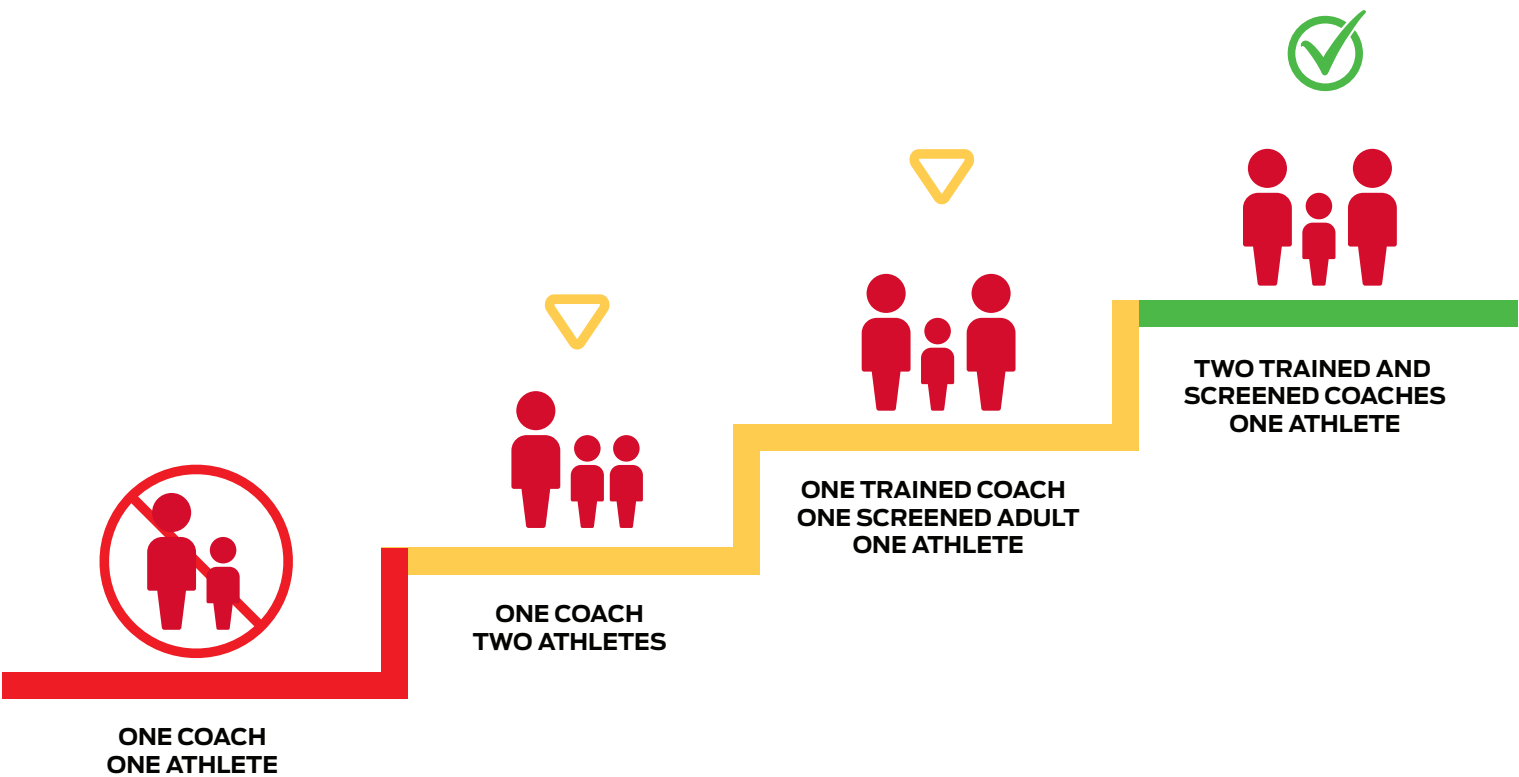 ONE COACH
ONE ATHLETE
ONE COACH
TWO ATHLETES
ONE TRAINED COACH
ONE SCREENED ADULT
ONE ATHLETE
TWO TRAINED AND
SCREENED COACHES
ONE ATHLETE